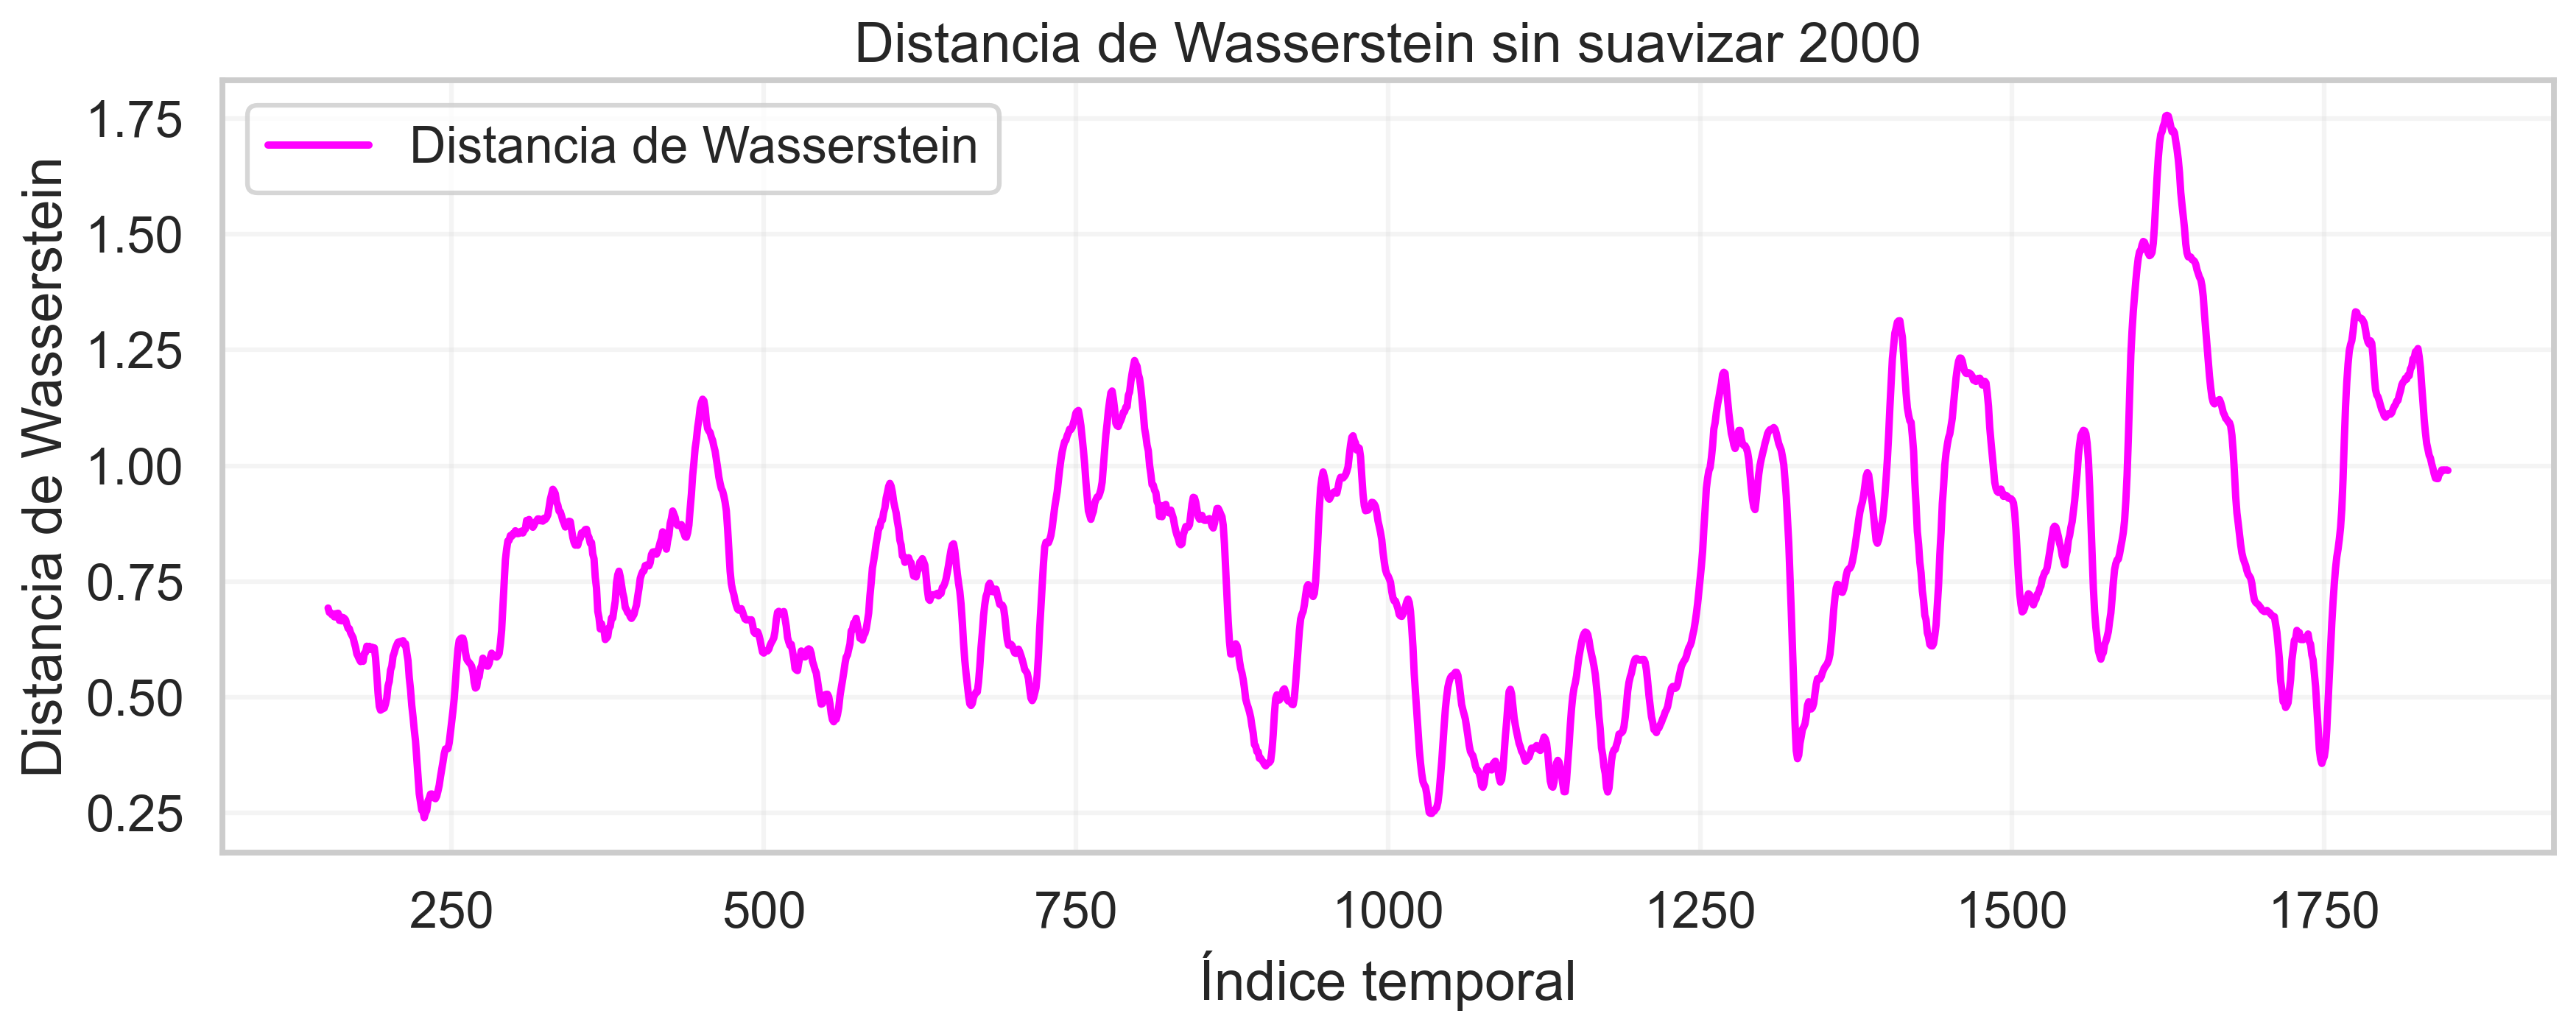 Distancia de Wasserstein sin suavizar 2000
Distancia de Wasserstein
Distancia de Wasserstein
1.75
1.50
1.25
1.00
0.75
0.50
0.25
250 500 750 1000 1250 1500 1750
Índice temporal